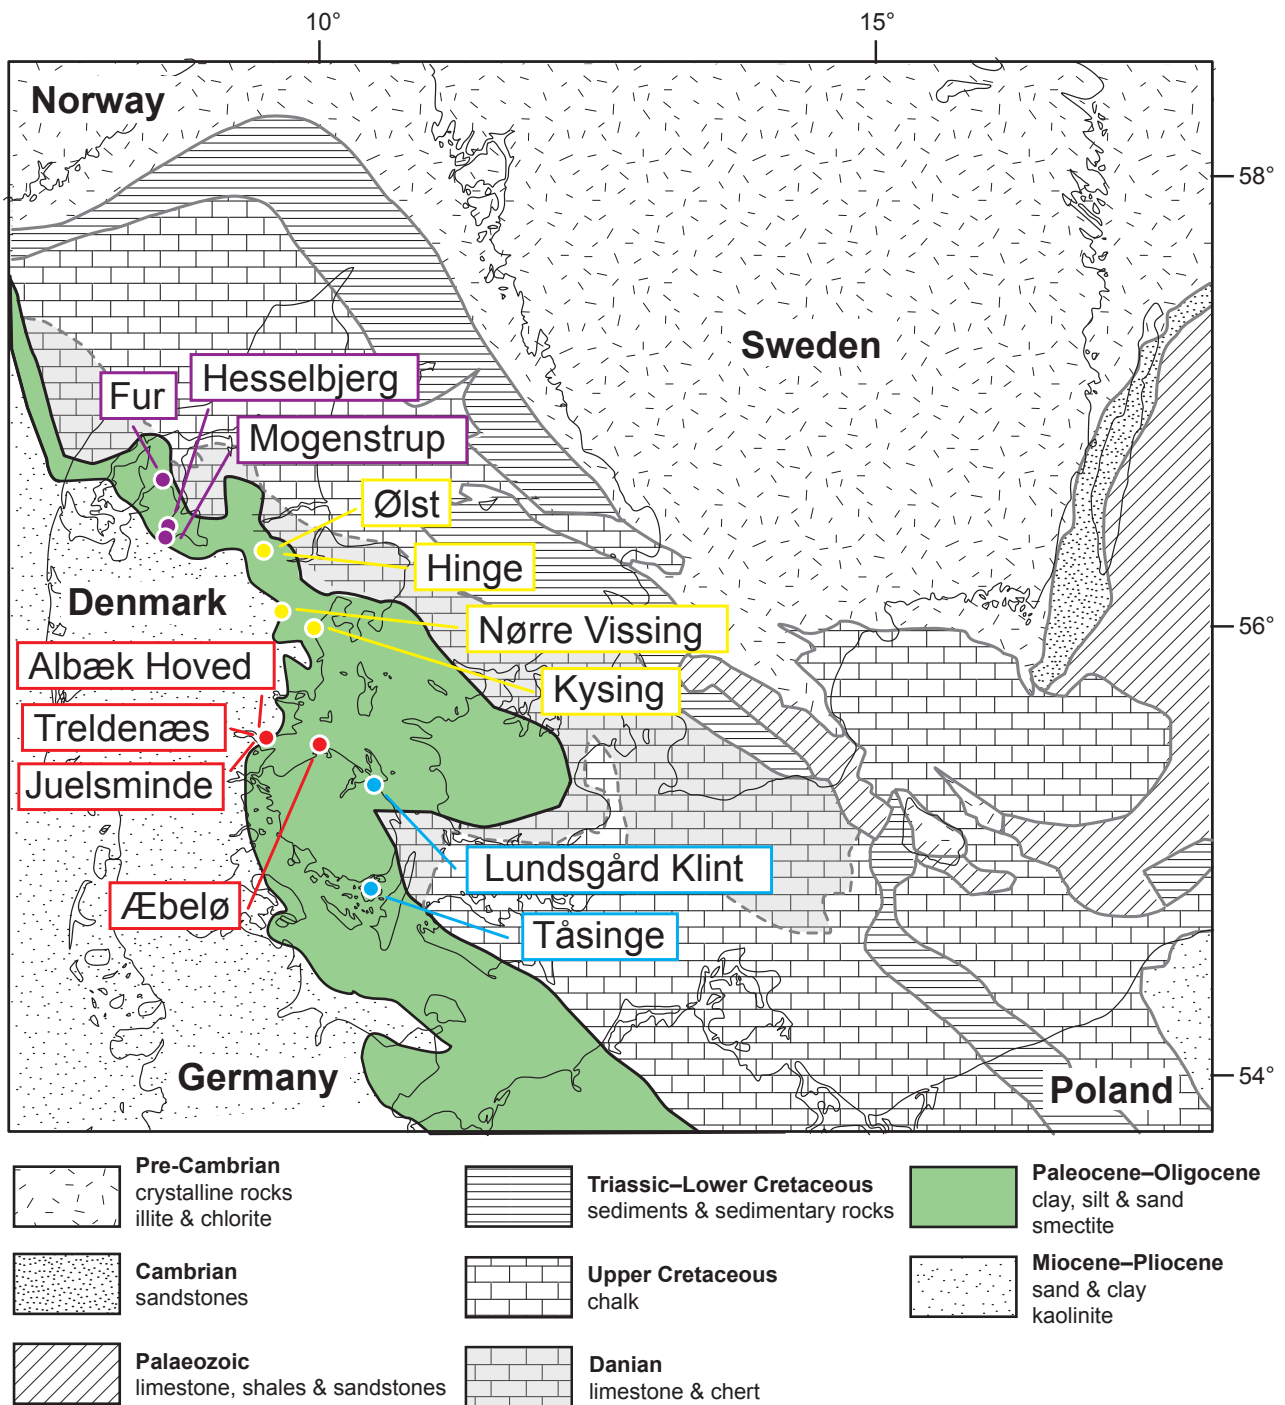 10°
15°
Norway
58°
Sweden
Hesselbjerg
Fur
Mogenstrup
Ølst
Hinge
Denmark
56°
Nørre Vissing
Albæk Hoved
Kysing
Treldenæs
Juelsminde
Lundsgård Klint
Æbelø
Tåsinge
Germany
54°
Poland
Pre-Cambrian
crystalline rocks
illite & chlorite
Cambrian
sandstones
Palaeozoic
limestone, shales & sandstones
Triassic–Lower Cretaceous
sediments & sedimentary rocks
Upper Cretaceous
chalk
Danian
limestone & chert
Paleocene–Oligocene
clay, silt & sand
smectite
Miocene–Pliocene
sand & clay
kaolinite